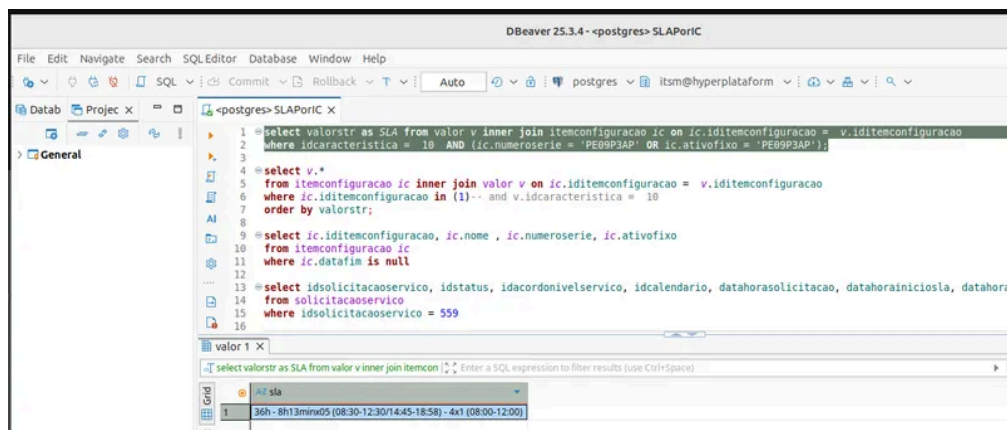 DBeaver 25.3.4 - <postgres> SLAPorIC
File Edit Navigate Search SQL Editor Database Window Help
SQL Commit Rollback T Auto postgres itsm@hyperplataform
Datab Projec <postgres> SLAPorIC
General
1 select valorstr as SLA from valor v inner join itemconfiguracao ic on ic.iditemconfiguracao = v.iditemconfiguracao
2 where idcaracteristica = 10 AND (ic.numeroserie = 'PE09P3AP' OR ic.ativofixo = 'PE09P3AP');
3
4 select v.*
5 from itemconfiguracao ic inner join valor v on ic.iditemconfiguracao = v.iditemconfiguracao
6 where ic.iditemconfiguracao in (1)-- and v.idcaracteristica = 10
7 order by valorstr;
8
9 select ic.iditemconfiguracao, ic.nome , ic.numeroserie, ic.ativofixo
10 from itemconfiguracao ic
11 where ic.datafim is null
12
13 select idsolicitacaoservico, idstatus, idacordonivelservico, idcalendario, datahorasolicitacao, datahorainiciosla, datahora
14 from solicitacaoservico
15 where idsolicitacaoservico = 559
16
AI
valor 1
select valorstr as SLA from valor v inner join itemcon Enter a SQL expression to filter results (use Ctrl+Space)
Grid
A-Z sla
1 36h - 8h13minx05 (08:30-12:30/14:45-18:58) - 4x1 (08:00-12:00)